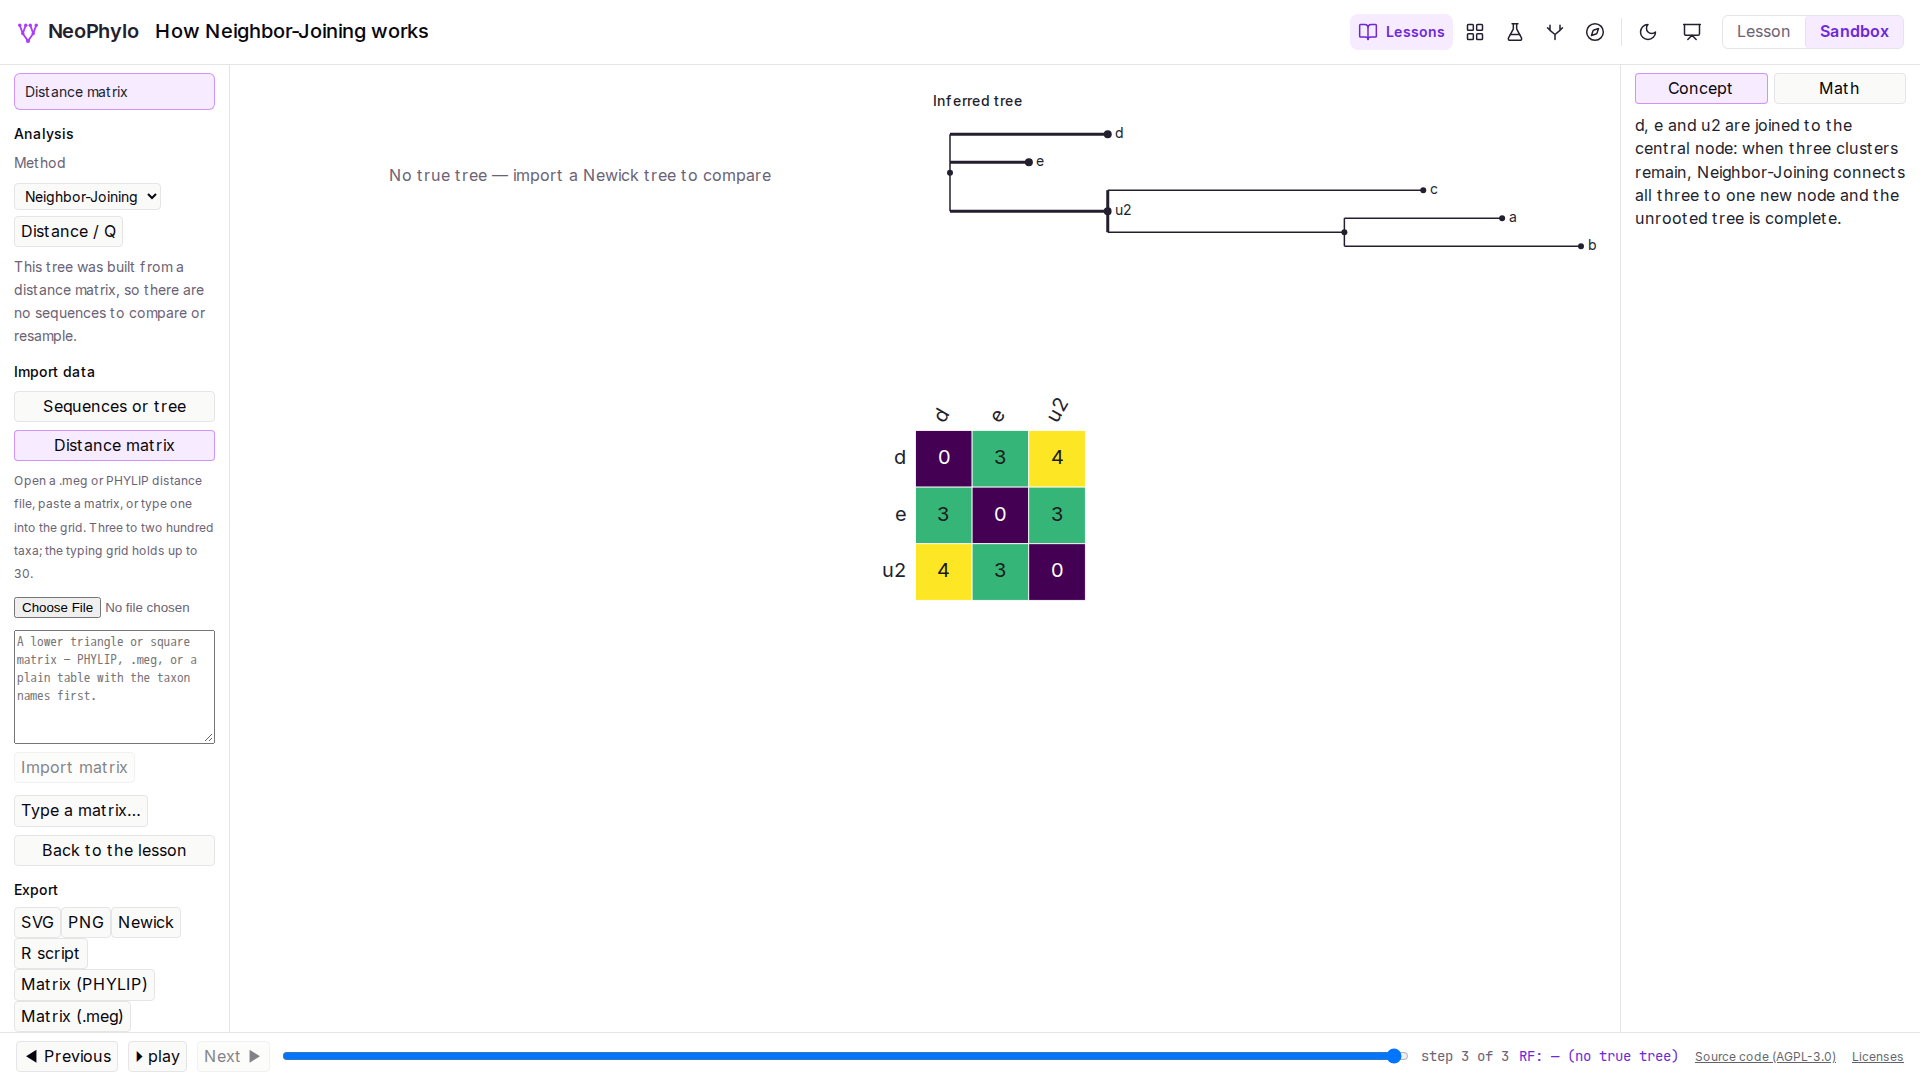 NeoPhylo
How Neighbor-Joining works
Lessons
Lesson
Sandbox
Distance matrix
Analysis
Method
Neighbor-Joining
Distance / Q
This tree was built from a
distance matrix, so there are
no sequences to compare or
resample.
Import data
Sequences or tree
Distance matrix
Open a .meg or PHYLIP distance
file, paste a matrix, or type one
into the grid. Three to two hundred
taxa; the typing grid holds up to
30.
Choose File No file chosen
A lower triangle or square
matrix — PHYLIP, .meg, or a
plain table with the taxon
names first.
Import matrix
Type a matrix...
Back to the lesson
Export
SVG PNG Newick
R script
Matrix (PHYLIP)
Matrix (.meg)
No true tree — import a Newick tree to compare
Inferred tree
d
e
c
u2
a
b
d e u2
d 0 3 4
e 3 0 3
u2 4 3 0
Concept
Math
d, e and u2 are joined to the
central node: when three clusters
remain, Neighbor-Joining connects
all three to one new node and the
unrooted tree is complete.
Previous
play
Next
step 3 of 3
RF: — (no true tree)
Source code (AGPL-3.0)
Licenses